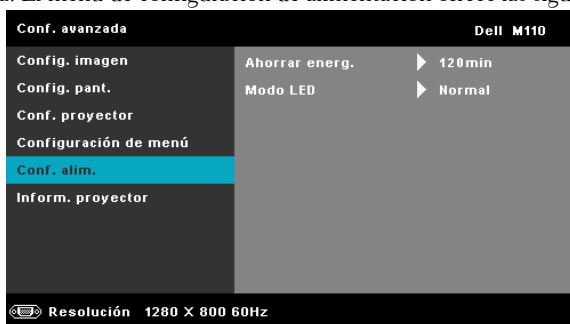 Conf. avanzada Dell M110
Config. imagen
Config. pant.
Conf. proyector
Configuración de menú
Conf. alim.
Inform. proyector
Ahorrar energ. 120min
Modo LED Normal
Resolución 1280 X 800 60Hz